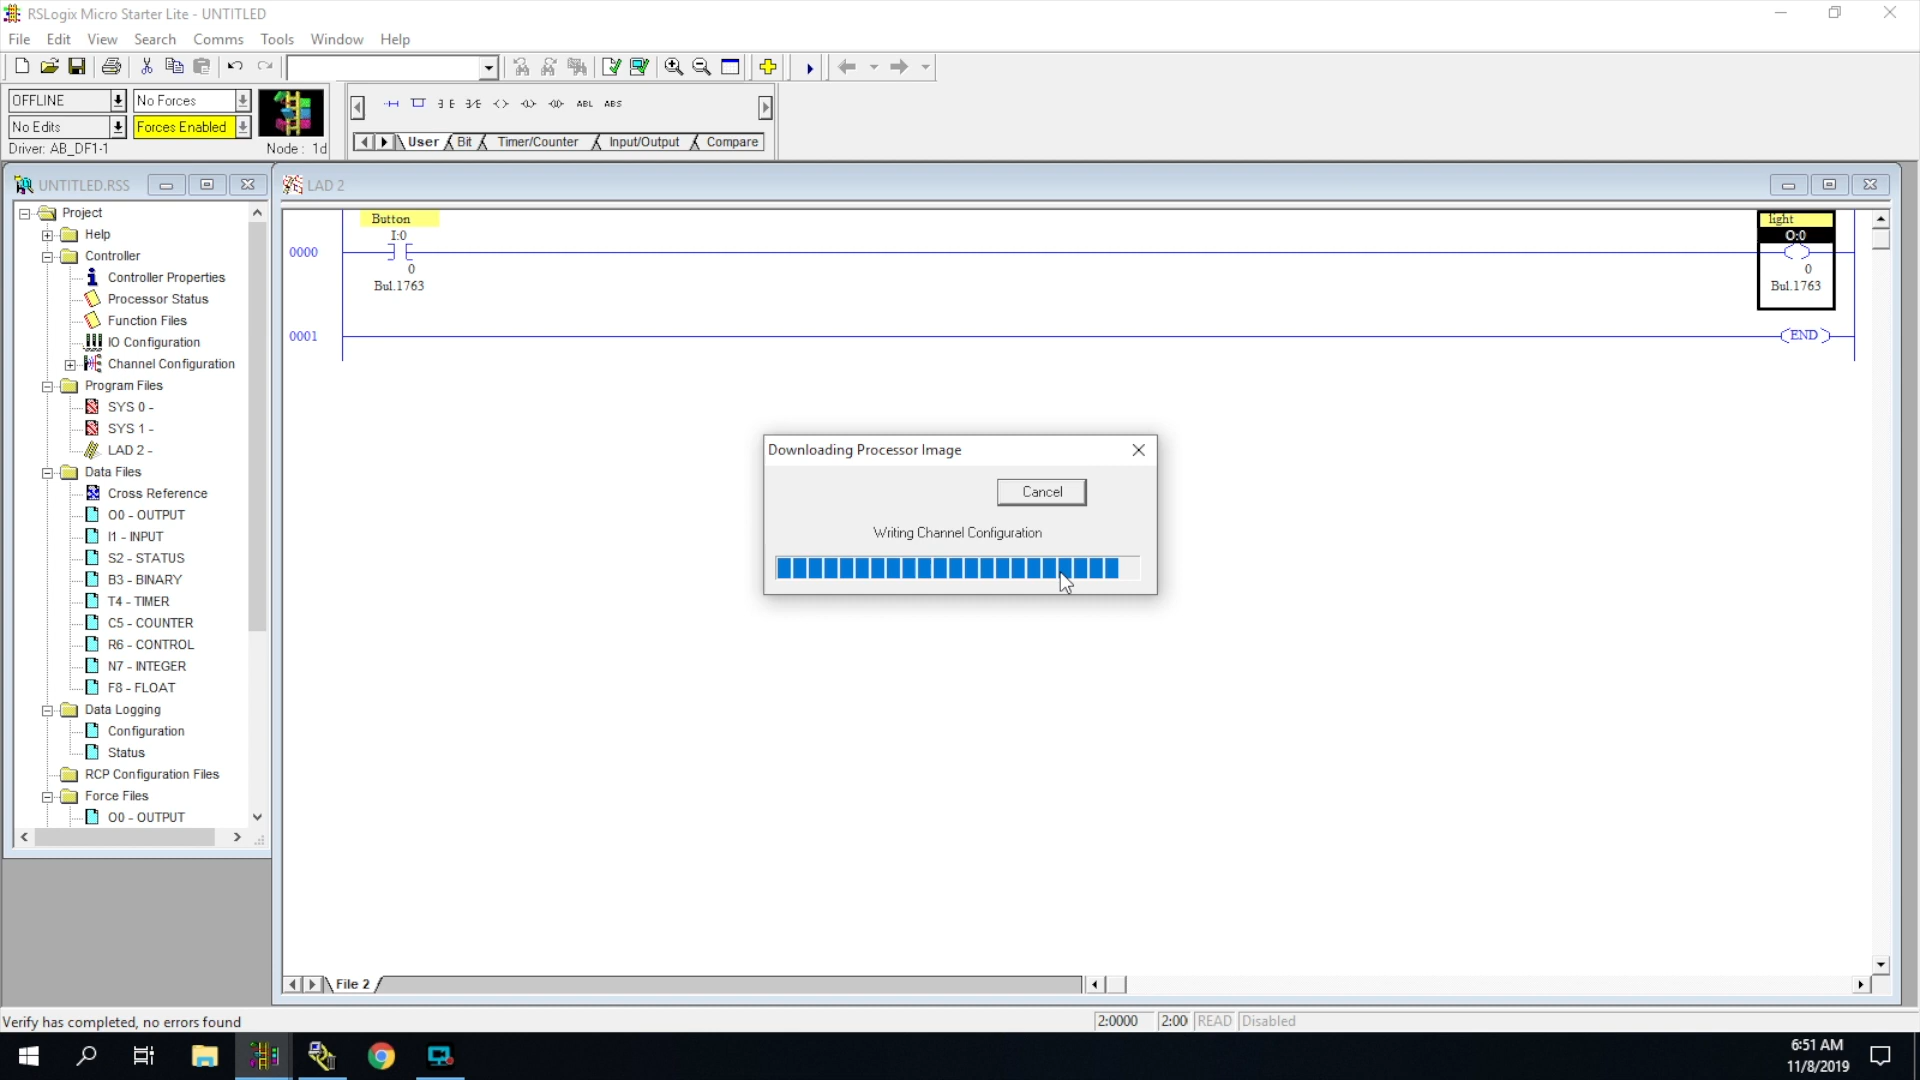 RSLogix Micro Starter Lite - UNTITLED
File Edit View Search Comms Tools Window Help
OFFLINE No Forces
No Edits Forces Enabled
Driver: AB_DF1-1 Node : 1d
ABL ABS
User Bit Timer/Counter Input/Output Compare
UNTITLED.RSS
Project
Help
Controller
Controller Properties
Processor Status
Function Files
IO Configuration
Channel Configuration
Program Files
SYS 0 -
SYS 1 -
LAD 2 -
Data Files
Cross Reference
O0 - OUTPUT
I1 - INPUT
S2 - STATUS
B3 - BINARY
T4 - TIMER
C5 - COUNTER
R6 - CONTROL
N7 - INTEGER
F8 - FLOAT
Data Logging
Configuration
Status
RCP Configuration Files
Force Files
O0 - OUTPUT
LAD 2
Button light
I:0 O:0
0000
0 0
Bul.1763 Bul.1763
0001 END
Downloading Processor Image
Cancel
Writing Channel Configuration
File 2
Verify has completed, no errors found 2:0000 2:00 READ Disabled
6:51 AM
11/8/2019